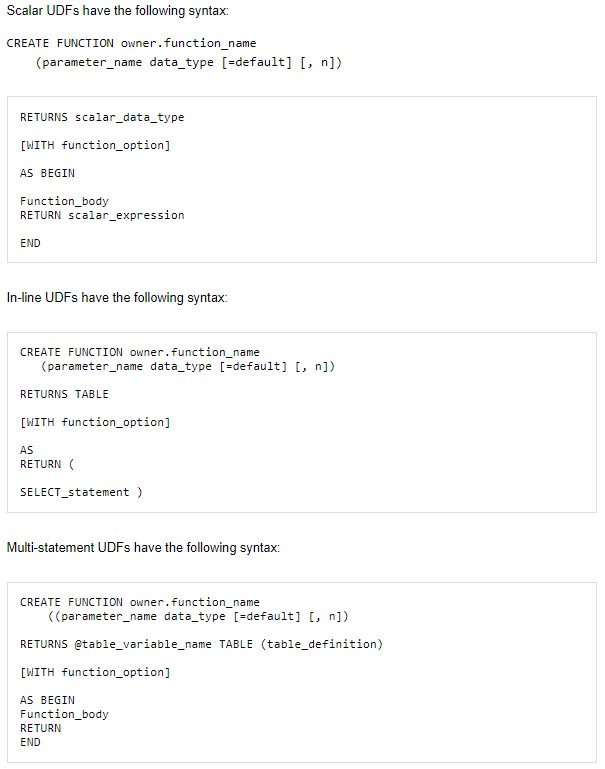 Scalar UDFs have the following syntax:
CREATE FUNCTION owner.function_name
(parameter_name data_type [=default] [, n])
RETURNS scalar_data_type
[WITH function_option]
AS BEGIN
Function_body
RETURN scalar_expression
END
In-line UDFs have the following syntax:
CREATE FUNCTION owner.function_name
(parameter_name data_type [=default] [, n])
RETURNS TABLE
[WITH function_option]
AS
RETURN (
SELECT_statement )
Multi-statement UDFs have the following syntax:
CREATE FUNCTION owner.function_name
((parameter_name data_type [=default] [, n])
RETURNS @table_variable_name TABLE (table_definition)
[WITH function_option]
AS BEGIN
Function_body
RETURN
END